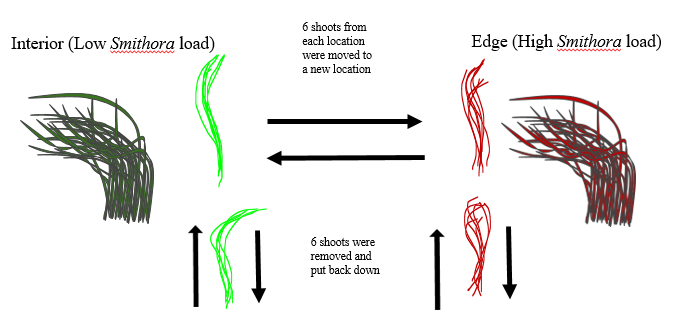 Interior (Low Smithora load)
6 shoots from
each location
were moved to
a new location
Edge (High Smithora load)
6 shoots were
removed and
put back down